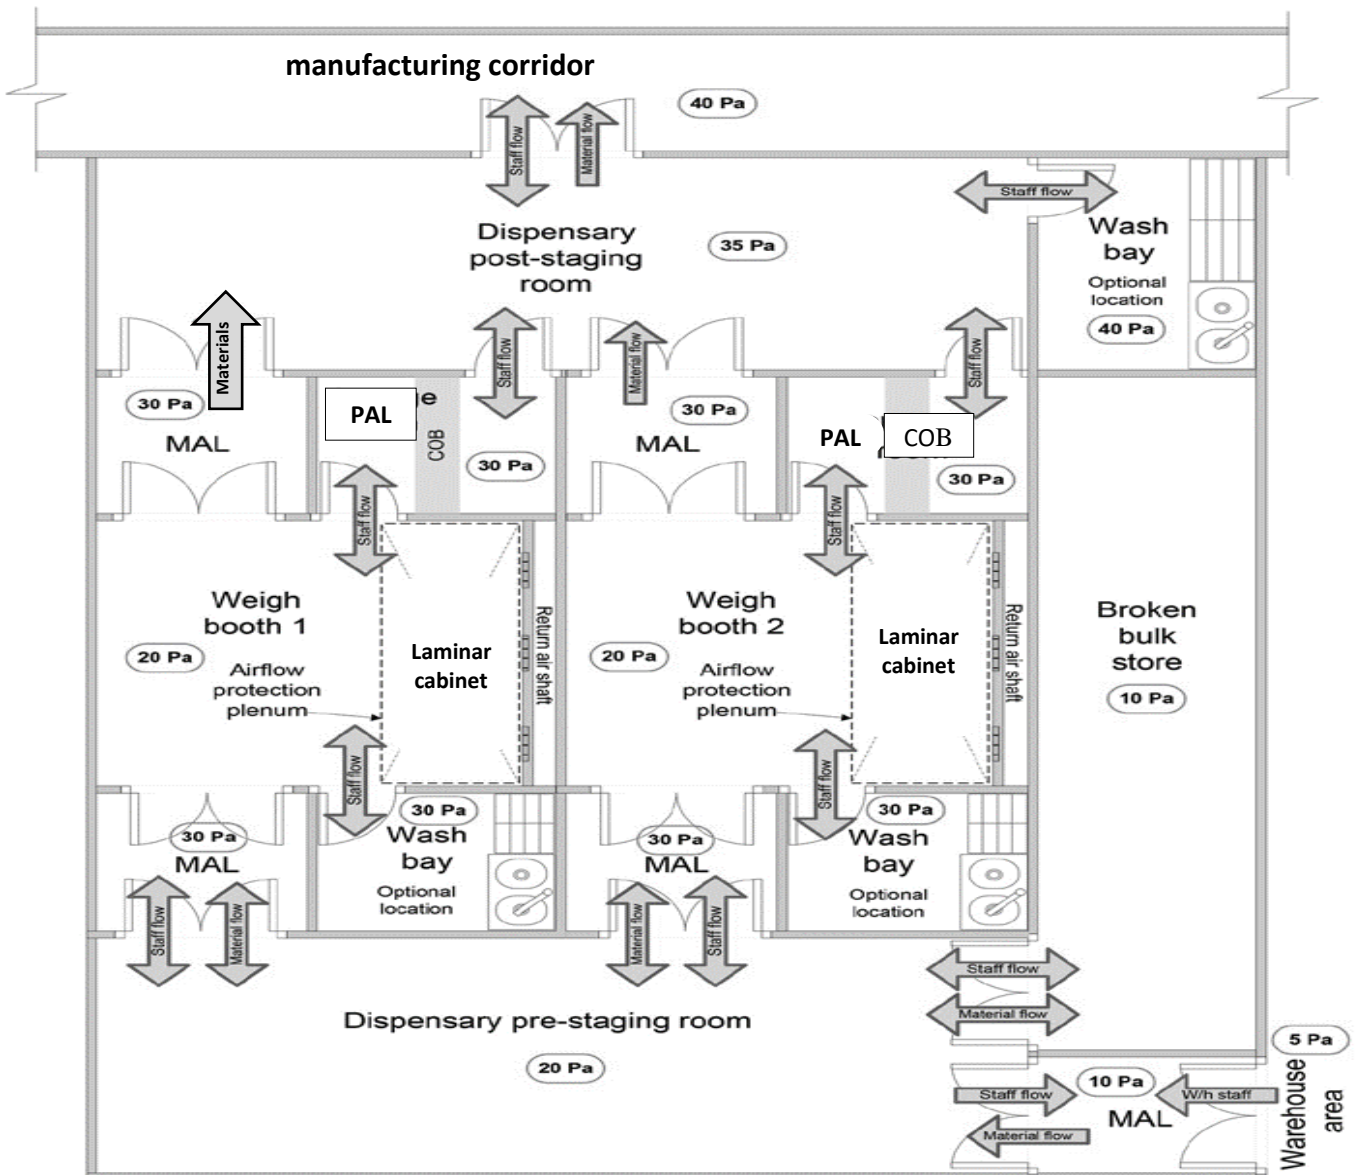 manufacturing corridor
40 Pa
Staff flow
Material flow
Staff flow
Dispensary
post-staging
room
35 Pa
Wash
bay
Optional
location
40 Pa
Materials
Staff flow
Material flow
Staff flow
30 Pa
MAL
PAL
ge
COB
30 Pa
30 Pa
MAL
PAL
COB
30 Pa
Staff flow
Staff flow
Weigh
booth 1
20 Pa
Airflow
protection
plenum
Laminar
cabinet
Return air shaft
Weigh
booth 2
20 Pa
Airflow
protection
plenum
Laminar
cabinet
Return air shaft
Broken
bulk
store
10 Pa
Staff flow
Staff flow
30 Pa
MAL
30 Pa
Wash
bay
Optional
location
30 Pa
MAL
30 Pa
Wash
bay
Optional
location
Staff flow
Material flow
Material flow
Staff flow
Staff flow
Material flow
Dispensary pre-staging room
20 Pa
5 Pa
Warehouse
area
10 Pa
MAL
Staff flow
W/h staff
Material flow